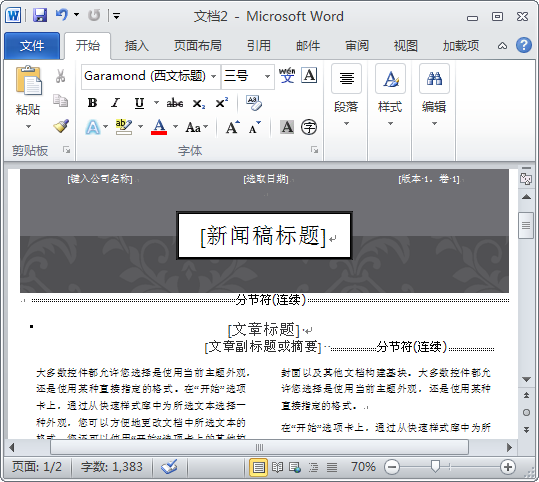 文档2 - Microsoft Word
文件 开始 插入 页面布局 引用 邮件 审阅 视图 加载项
粘贴
Garamond (西文标题) 三号 wén 文 A
B I U abc x₂ x² Aa
A ab A Aa A A A 字
段落 样式 编辑
剪贴板 字体
[键入公司名称] [选取日期] [版本·1，卷·1]
[新闻稿标题]
分节符(连续)
[文章标题]
[文章副标题或摘要] 分节符(连续)
大多数控件都允许您选择是使用当前主题外观，
还是使用某种直接指定的格式。在“开始”选项
卡上，通过从快速样式库中为所选文本选择一
种外观，您可以方便地更改文档中所选文本的
格式。您还可以使用“开始”选项卡上的其他控
封面以及其他文档构建基块。大多数控件都允
许您选择是使用当前主题外观，还是使用某种
直接指定的格式。
在“开始”选项卡上，通过从快速样式库中为所
页面: 1/2 字数: 1,383 70%